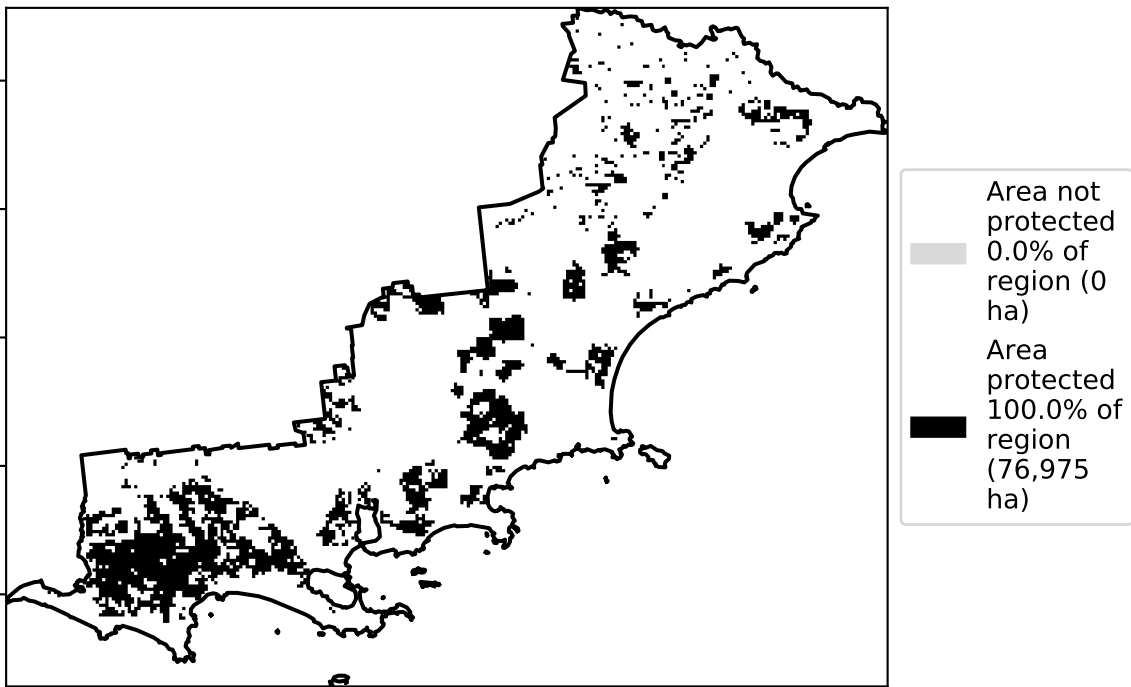 Area not
protected
0.0% of
region (0
ha)
Area
protected
100.0% of
region
(76,975
ha)